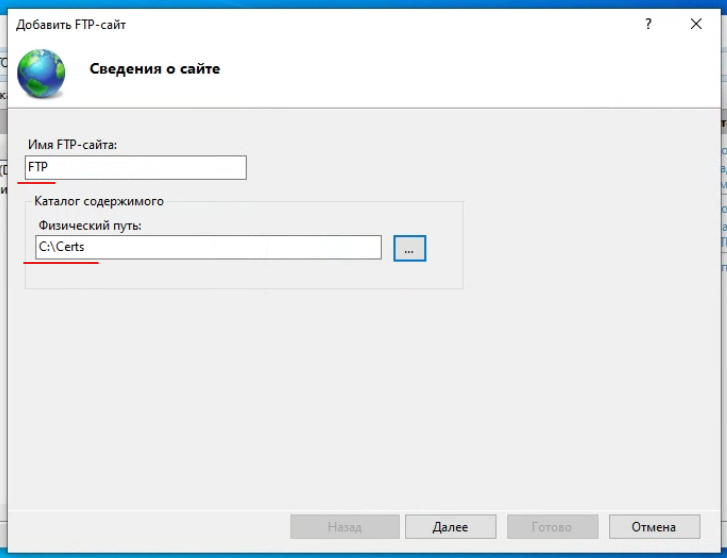 Добавить FTP-сайт
?
Сведения о сайте
Имя FTP-сайта:
FTP
Каталог содержимого
Физический путь:
C:\Certs
...
Назад
Далее
Готово
Отмена